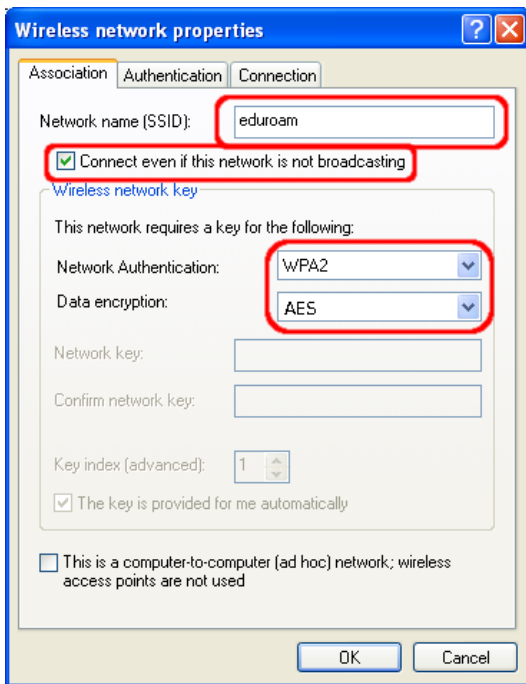 Wireless network properties
Association Authentication Connection
Network name (SSID): eduroam
Connect even if this network is not broadcasting
Wireless network key
This network requires a key for the following:
Network Authentication: WPA2
Data encryption: AES
Network key:
Confirm network key:
Key index (advanced): 1
The key is provided for me automatically
This is a computer-to-computer (ad hoc) network; wireless
access points are not used
OK Cancel